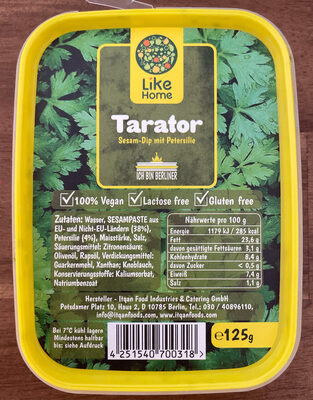 Like
Home
Tarator
Sesam-Dip mit Petersilie
ICH BIN BERLINER
100% Vegan
Lactose free
Gluten free
Zutaten: Wasser, SESAMPASTE aus
EU- und Nicht-EU-Ländern (38%),
Petersilie (4%), Maisstärke, Salz,
Säuerungsmittel: Zitronensäure;
Olivenöl, Rapsöl, Verdickungsmittel:
Guarkernmehl, Xanthan; Knoblauch,
Konservierungsstoffe: Kaliumsorbat,
Natriumbenzoat
Nährwerte pro 100 g
Energie 1179 kJ / 285 kcal
Fett 23,6 g
davon gesättigte Fettsäuren 3,1 g
Kohlenhydrate 8,4 g
davon Zucker 0,5 g
Eiweiß 7,4 g
Salz 1,1 g
Hersteller - Itqan Food Industries & Catering GmbH
Potsdamer Platz 10, Haus 2, D 10785 Berlin, Tel.: 030 / 40896110,
info@itqanfoods.com, www.itqanfoods.com
Bei 7°C kühl lagern
Mindestens haltbar
bis: siehe Aufdruck
4 251540 700318 >
e 125g